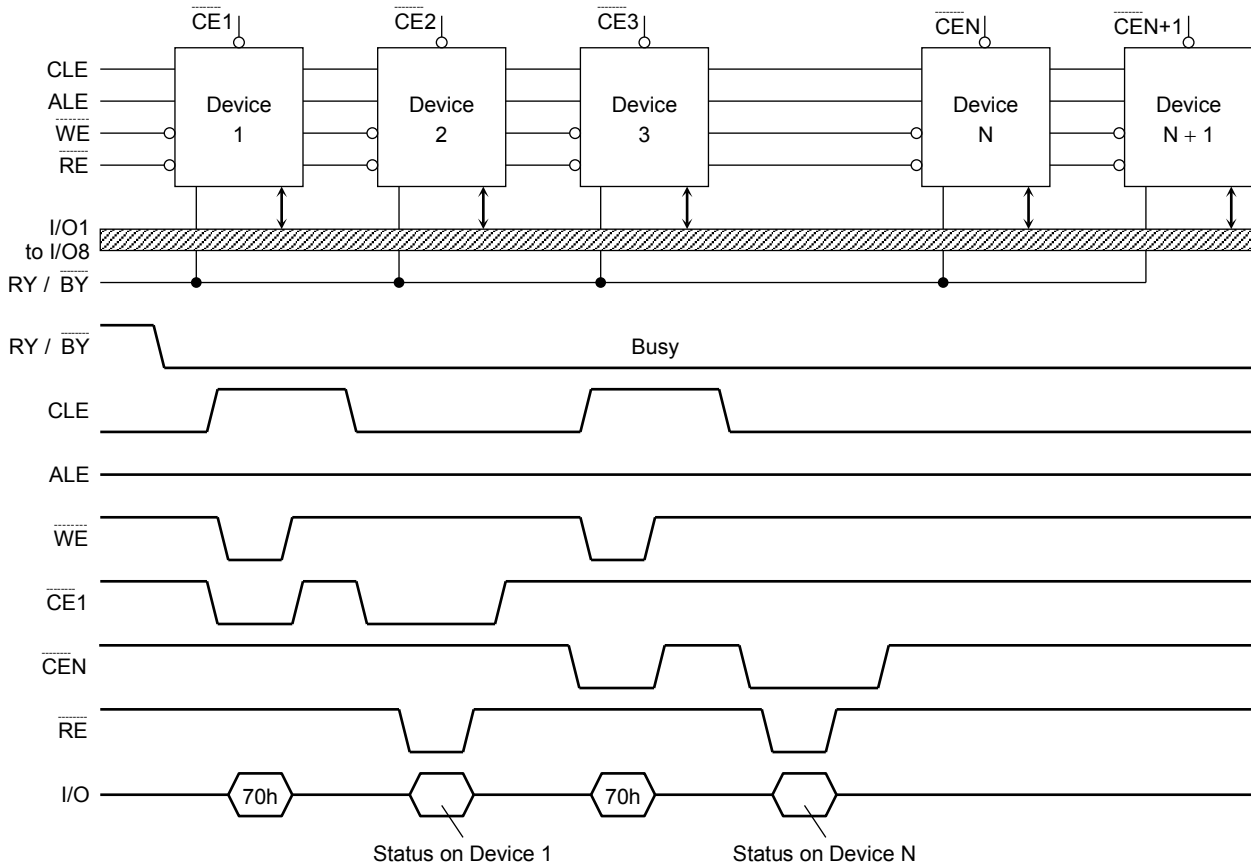 CE1 CE2 CE3 CEN CEN+1
CLE
ALE
WE
RE
Device
1
Device
2
Device
3
Device
N
Device
N + 1
I/O1
to I/O8
RY / BY
RY / BY
Busy
CLE
ALE
WE
CE1
CEN
RE
I/O
70h
70h
Status on Device 1
Status on Device N